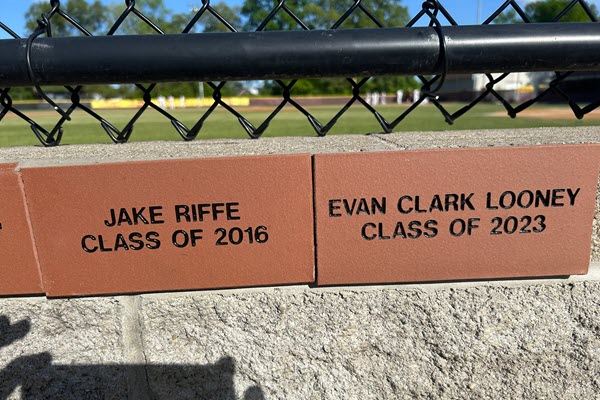 JAKE RIFFE
CLASS OF 2016
EVAN CLARK LOONEY
CLASS OF 2023